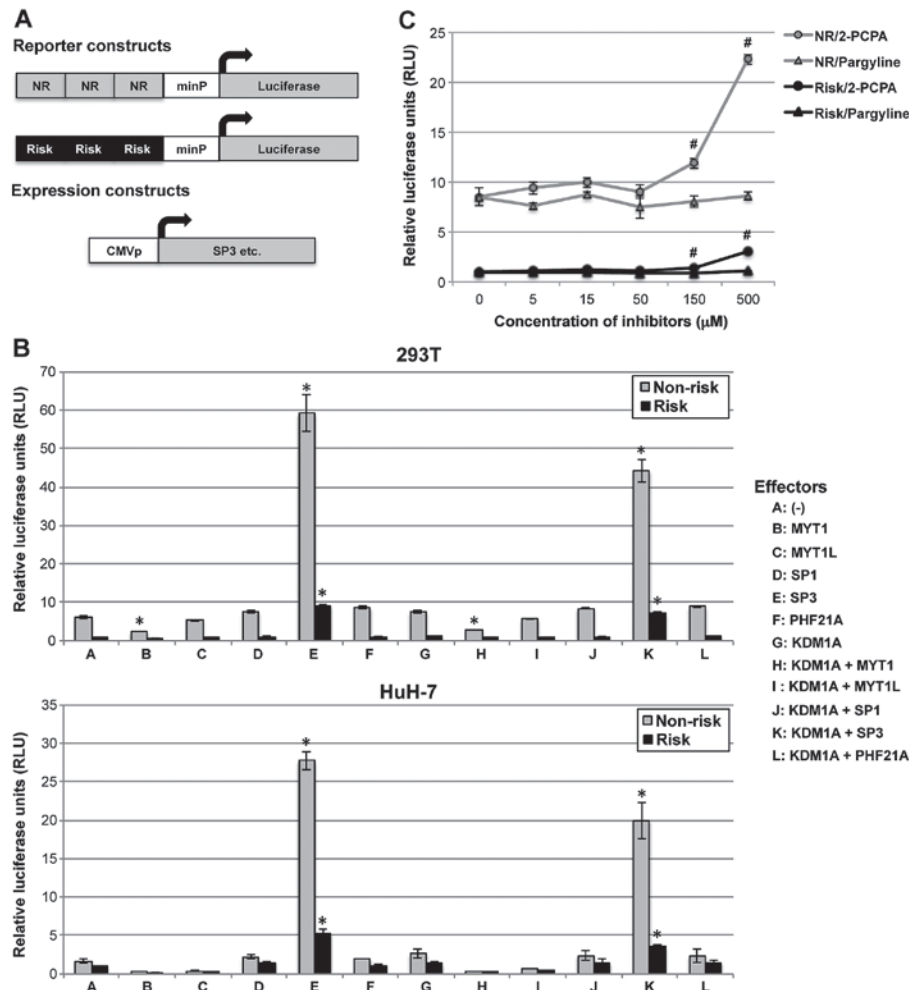 A
Reporter constructs
NR NR NR minP Luciferase
Risk Risk Risk minP Luciferase
Expression constructs
CMVp SP3 etc.
C
Relative luciferase units (RLU)
25
20
15
10
5
0
# #
# #
0 5 15 50 150 500
Concentration of inhibitors (μM)
NR/2-PCPA
NR/Pargyline
Risk/2-PCPA
Risk/Pargyline
B
293T
Relative luciferase units (RLU)
70
60
50
40
30
20
10
0
Non-risk
Risk
* * * * * *
A B C D E F G H I J K L
HuH-7
Relative luciferase units (RLU)
35
30
25
20
15
10
5
0
Non-risk
Risk
* * * *
A B C D E F G H I J K L
Effectors
A: (-)
B: MYT1
C: MYT1L
D: SP1
E: SP3
F: PHF21A
G: KDM1A
H: KDM1A + MYT1
I : KDM1A + MYT1L
J: KDM1A + SP1
K: KDM1A + SP3
L: KDM1A + PHF21A